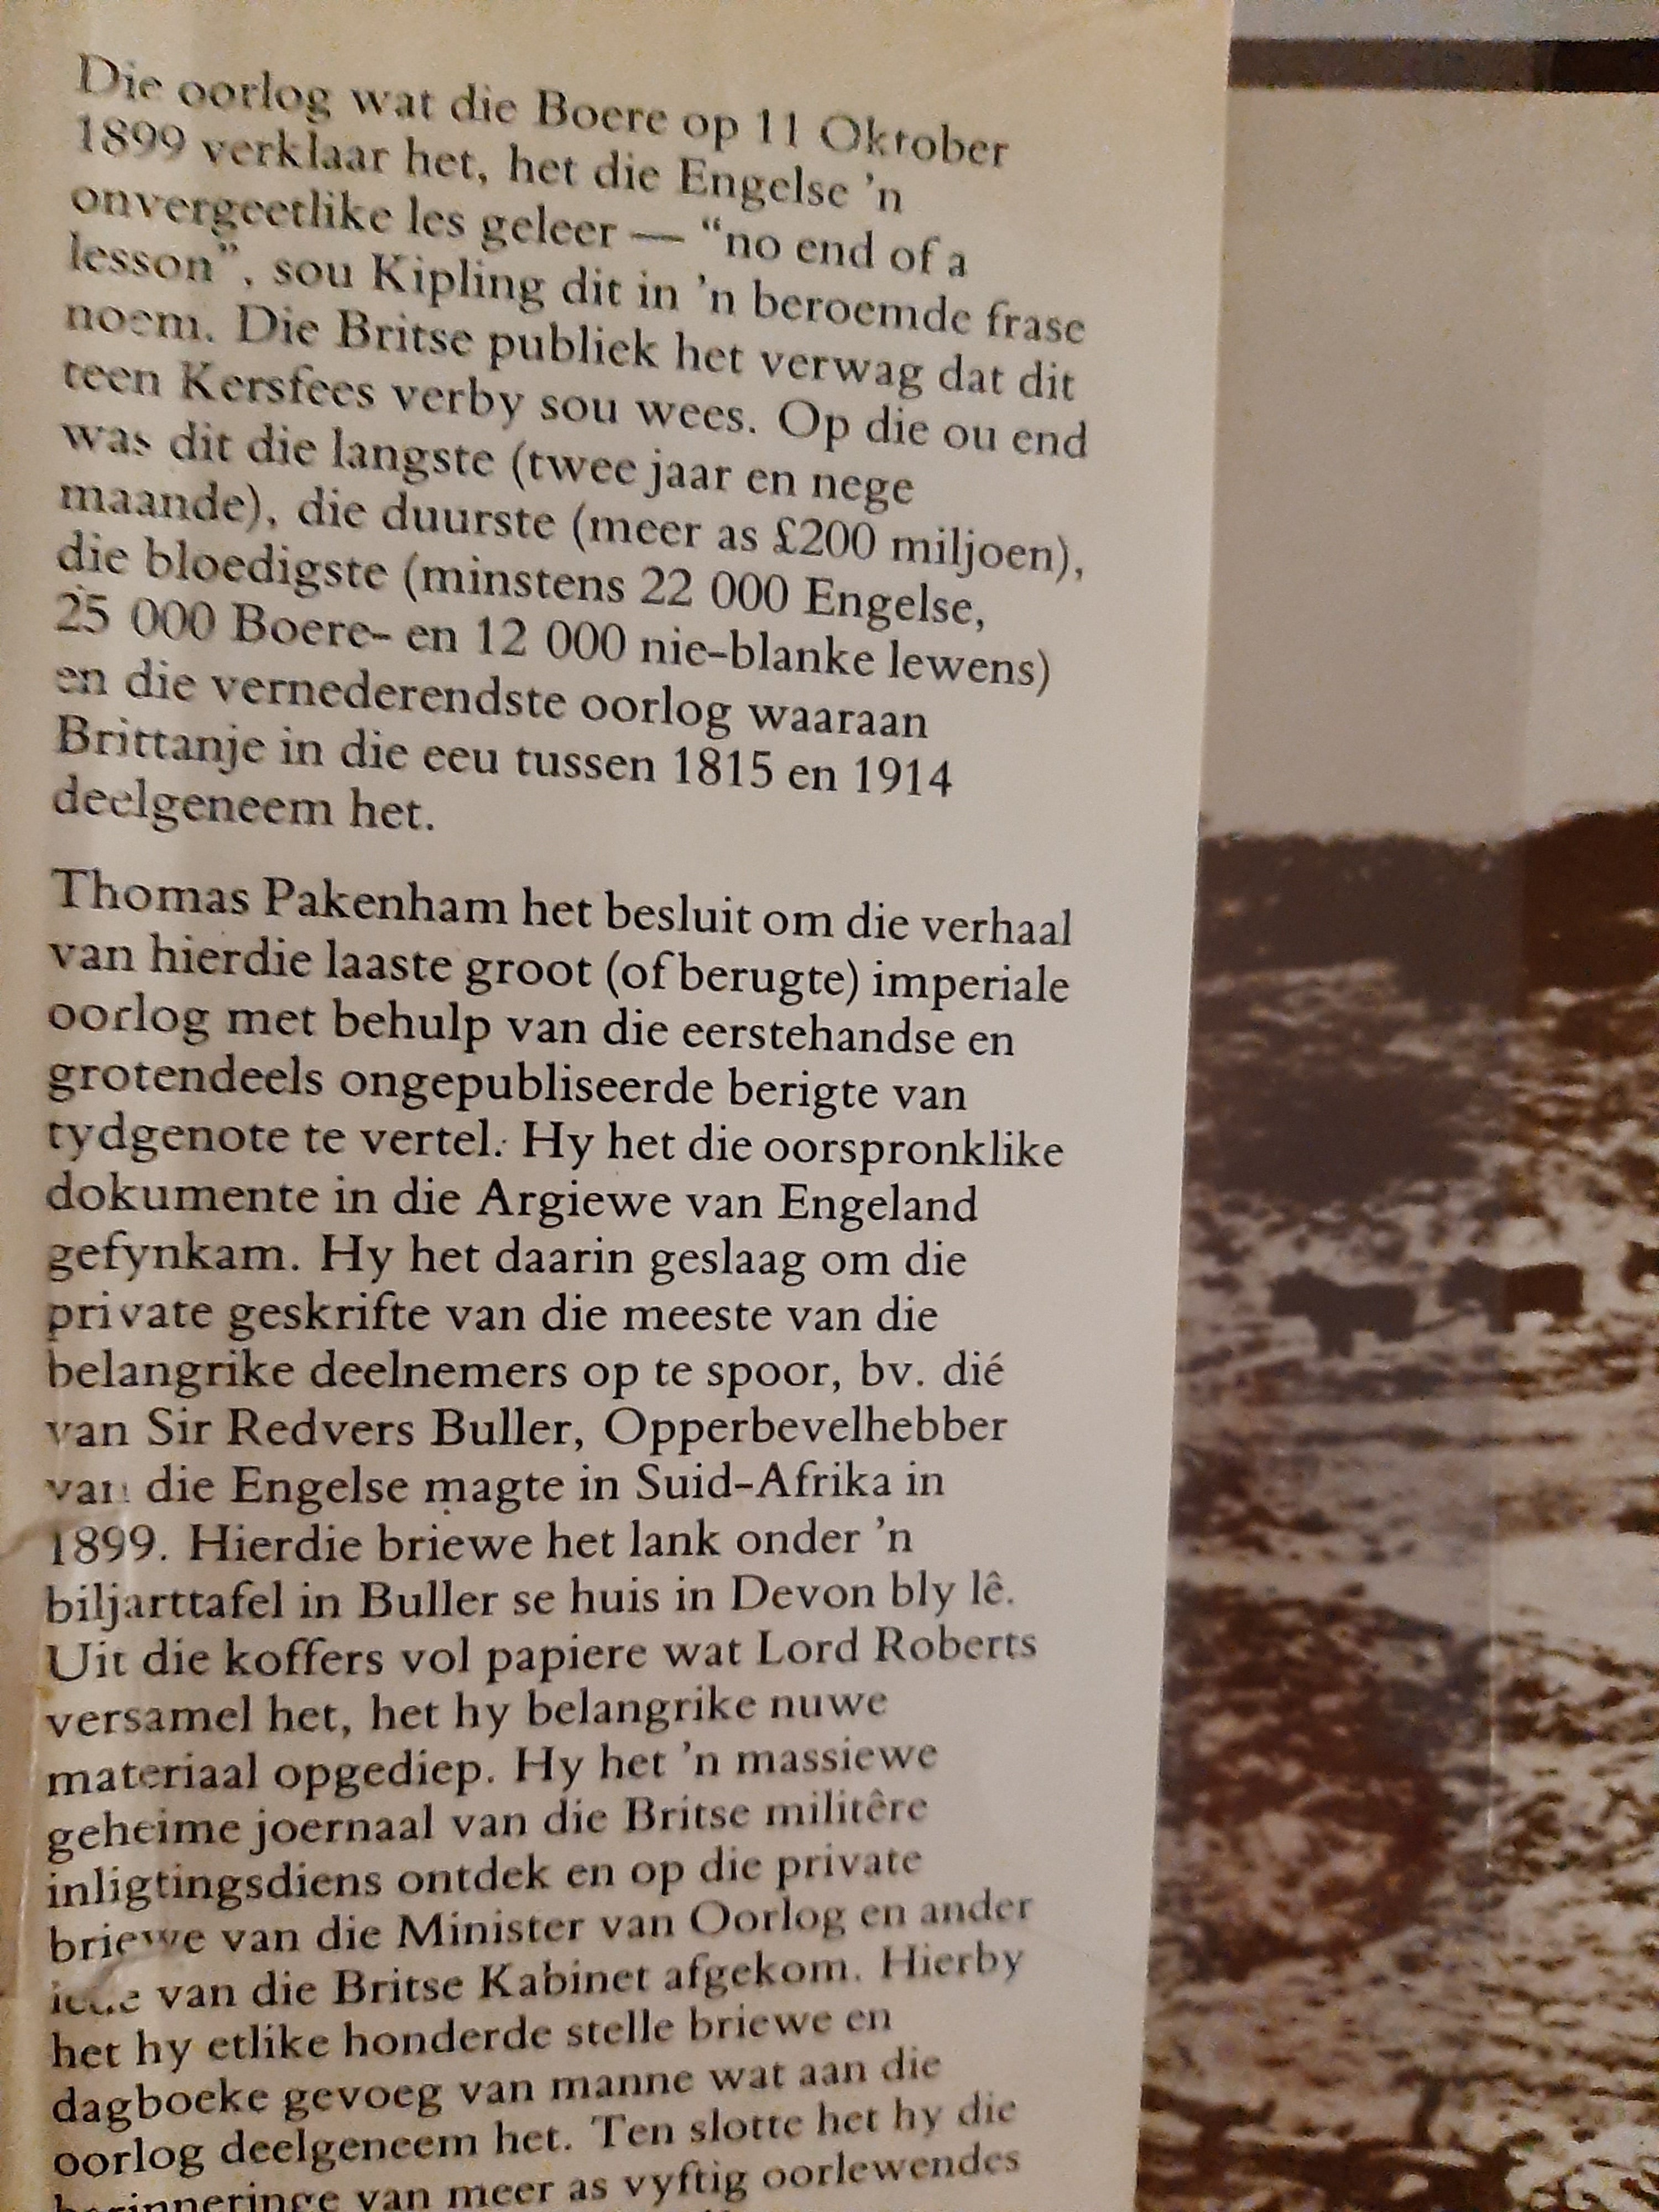 Die oorlog wat die Boere op 11 Oktober
1899 verklaar het, het die Engelse 'n
onvergeetlike les geleer — “no end of a
lesson”, sou Kipling dit in 'n beroemde frase
noem. Die Britse publiek het verwag dat dit
teen Kersfees verby sou wees. Op die ou end
was dit die langste (twee jaar en nege
maande), die duurste (meer as £200 miljoen),
die bloedigste (minstens 22 000 Engelse,
25 000 Boere- en 12 000 nie-blanke lewens)
en die vernederendste oorlog waaraan
Brittanje in die eeu tussen 1815 en 1914
deelgeneem het.
Thomas Pakenham het besluit om die verhaal
van hierdie laaste groot (of berugte) imperiale
oorlog met behulp van die eerstehandse en
grotendeels ongepubliseerde berigte van
tydgenote te vertel. Hy het die oorspronklike
dokumente in die Argiewe van Engeland
gefynkam. Hy het daarin geslaag om die
private geskrifte van die meeste van die
belangrike deelnemers op te spoor, bv. dié
van Sir Redvers Buller, Opperbevelhebber
van die Engelse magte in Suid-Afrika in
1899. Hierdie briewe het lank onder 'n
biljarttafel in Buller se huis in Devon bly lê.
Uit die koffers vol papiere wat Lord Roberts
versamel het, het hy belangrike nuwe
materiaal opgediep. Hy het 'n massiewe
geheime joernaal van die Britse militêre
inligtingsdiens ontdek en op die private
briewe van die Minister van Oorlog en ander
van die Britse Kabinet afgekom. Hierby
het hy etlike honderde stelle briewe en
dagboeke gevoeg van manne wat aan die
oorlog deelgeneem het. Ten slotte het hy die
van meer as vyftig oorlewendes